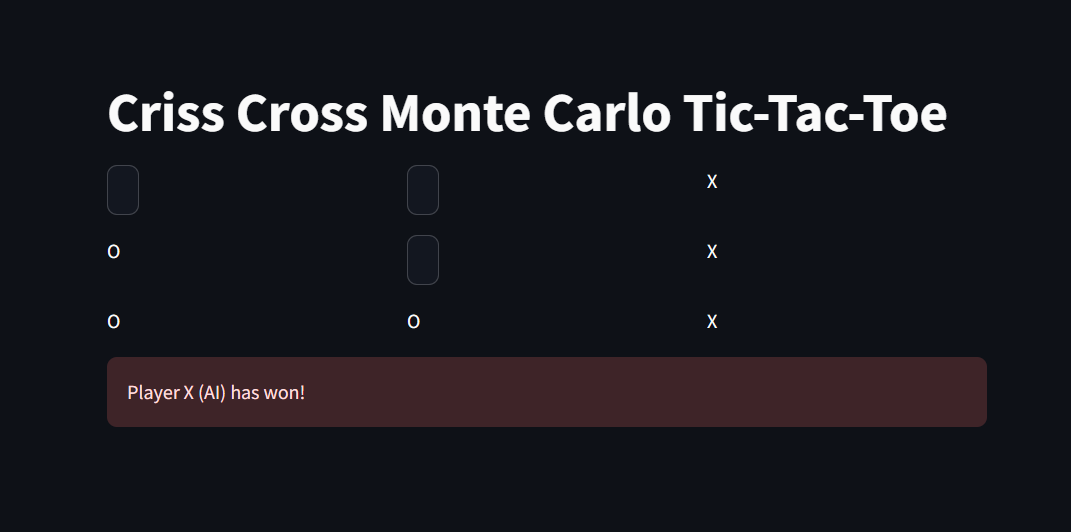 Criss Cross Monte Carlo Tic-Tac-Toe
X
O X
O O X
Player X (AI) has won!